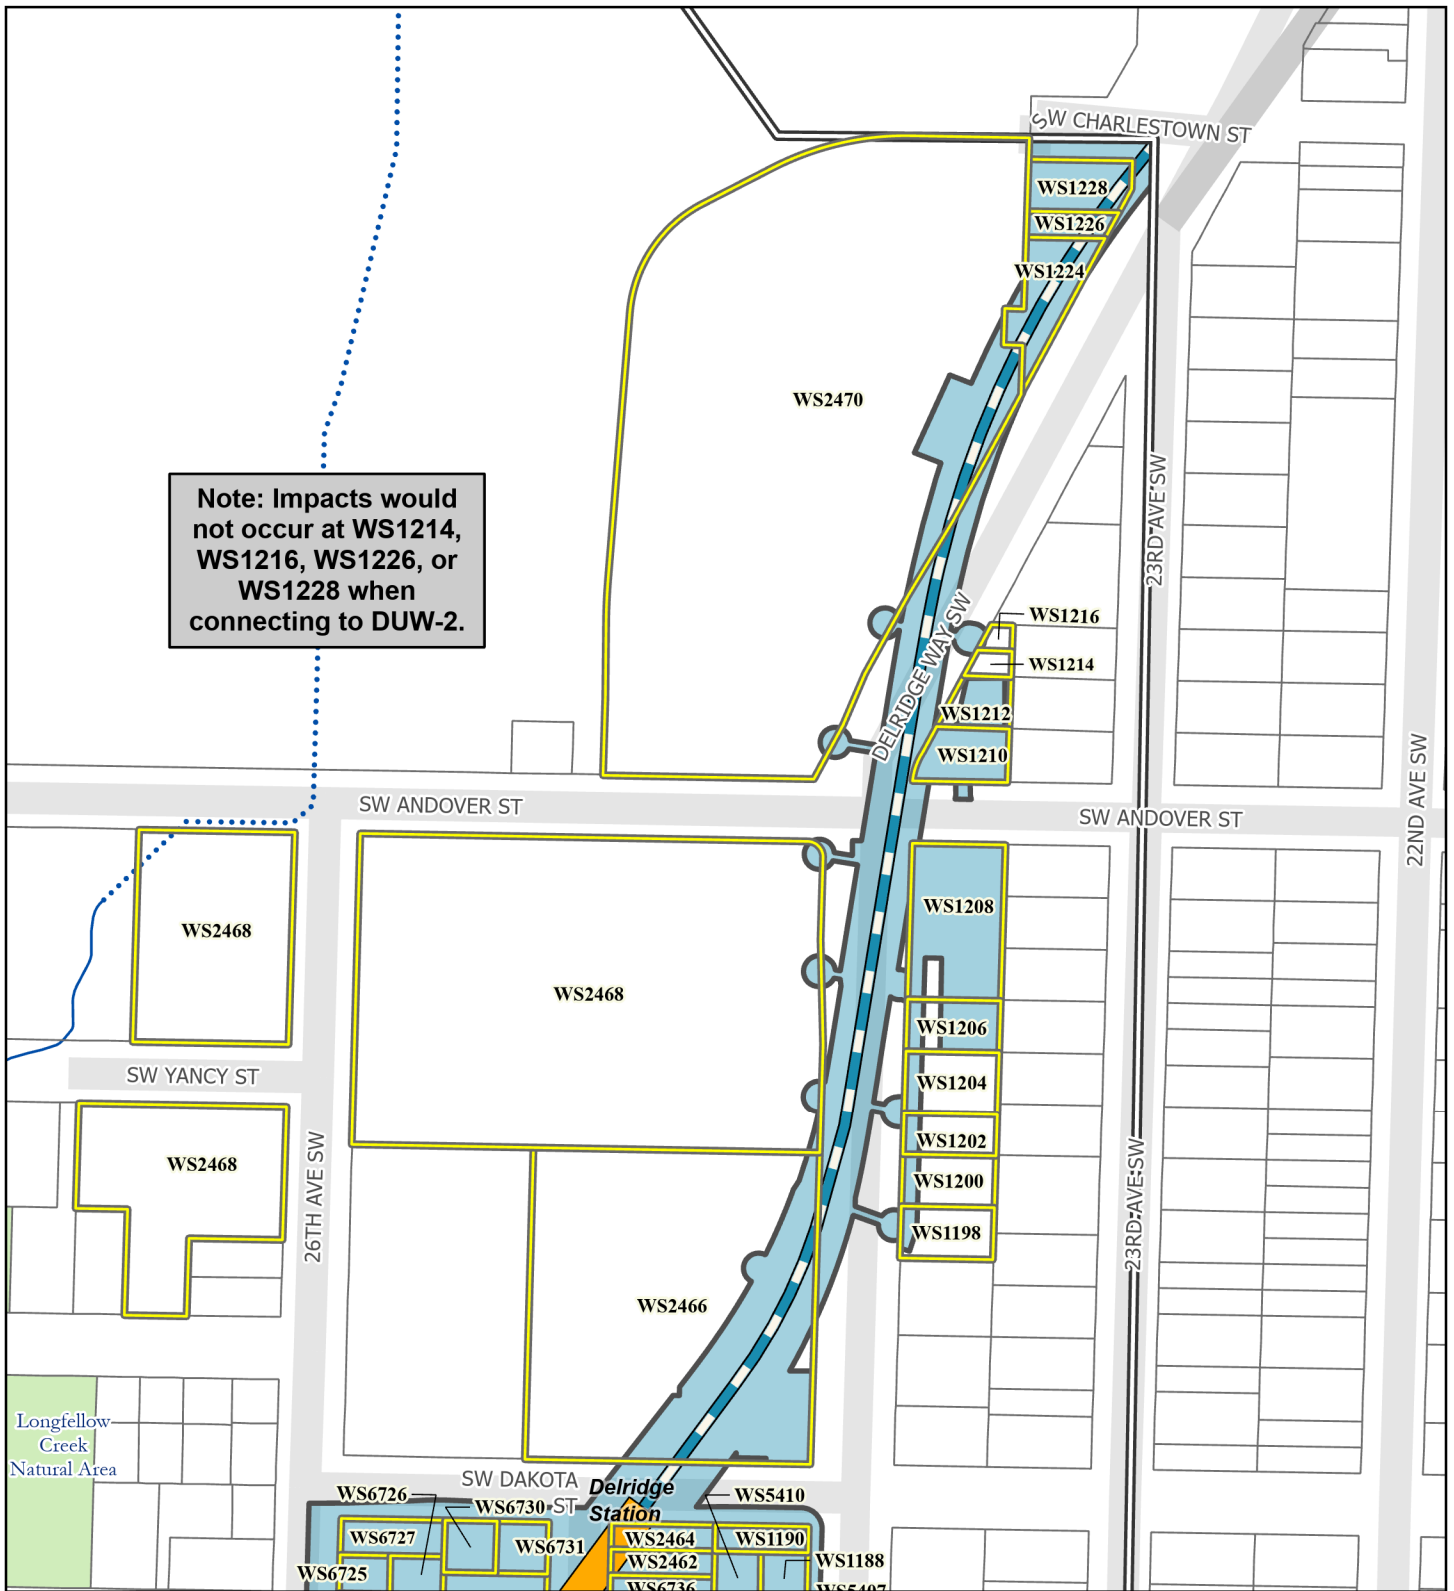 SW CHARLESTOWN ST
WS1228
WS1226
WS1224
WS2470
Note: Impacts would
not occur at WS1214,
WS1216, WS1226, or
WS1228 when
connecting to DUW-2.
23RD AVE SW
WS1216
WS1214
DELRIDGE WAY SW
WS1212
WS1210
22ND AVE SW
SW ANDOVER ST
SW ANDOVER ST
WS1208
WS2468
WS2468
WS1206
SW YANCY ST
WS1204
WS1202
WS2468
26TH AVE SW
WS1200
23RD AVE SW
WS1198
WS2466
Longfellow
Creek
Natural Area
SW DAKOTA
ST
Delridge
Station
WS6726
WS6730
WS5410
WS6727
WS6731
WS2464
WS1190
WS6725
WS2462
WS1188
WS6736
WS5407